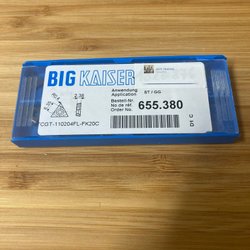 BIG KAISER
Anwendung
Application
ST / GG
Bestell-Nr.
No de réf.
Order No.
655.380
TCGT-110204FL-FK20C